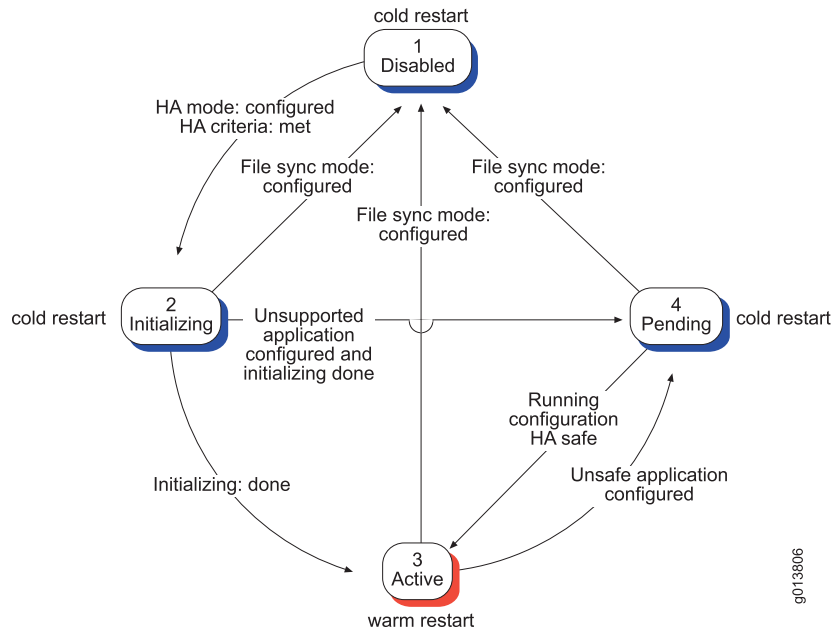 cold restart
1
Disabled
HA mode: configured
HA criteria: met
File sync mode:
configured
File sync mode:
configured
File sync mode:
configured
cold restart
2
Initializing
Unsupported
application
configured and
initializing done
4
Pending
cold restart
Running
configuration
HA safe
Unsafe application
configured
Initializing: done
3
Active
warm restart
g013806